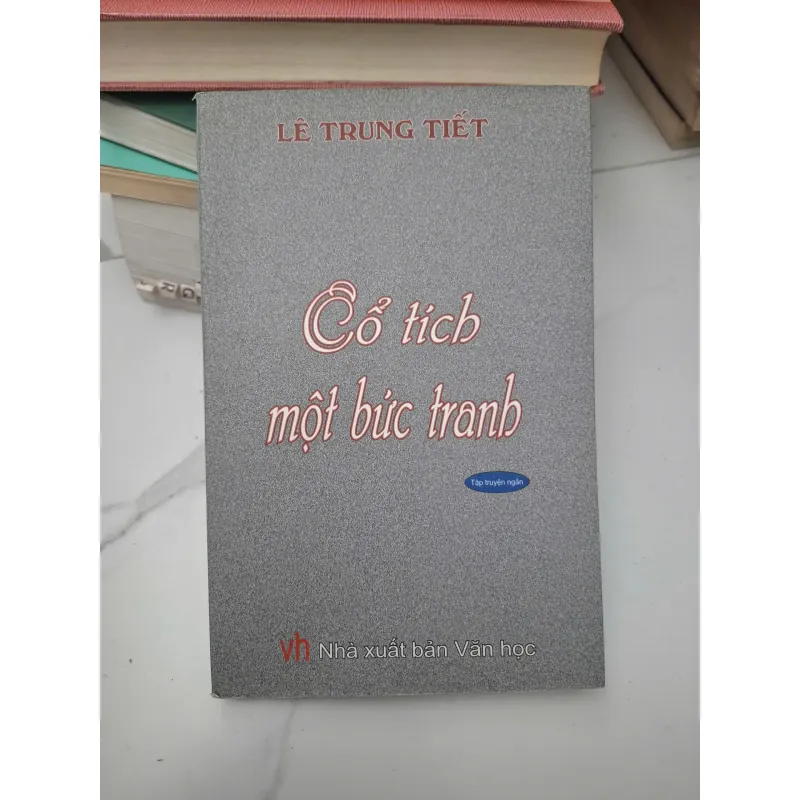 LÊ TRUNG TIẾT
Cổ tích
một bức tranh
Tập truyện ngắn
vh Nhà xuất bản Văn học